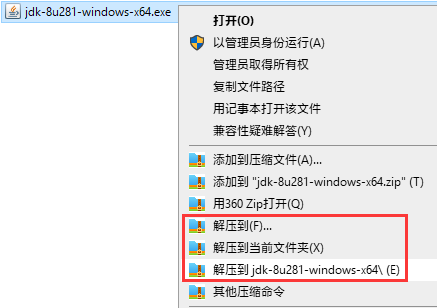 jdk-8u281-windows-x64.exe
打开(O)
以管理员身份运行(A)
管理员取得所有权
复制文件路径
用记事本打开该文件
兼容性疑难解答(Y)
添加到压缩文件(A)...
添加到 "jdk-8u281-windows-x64.zip" (T)
用360 Zip打开(Q)
解压到(F)...
解压到当前文件夹(X)
解压到 jdk-8u281-windows-x64\ (E)
其他压缩命令